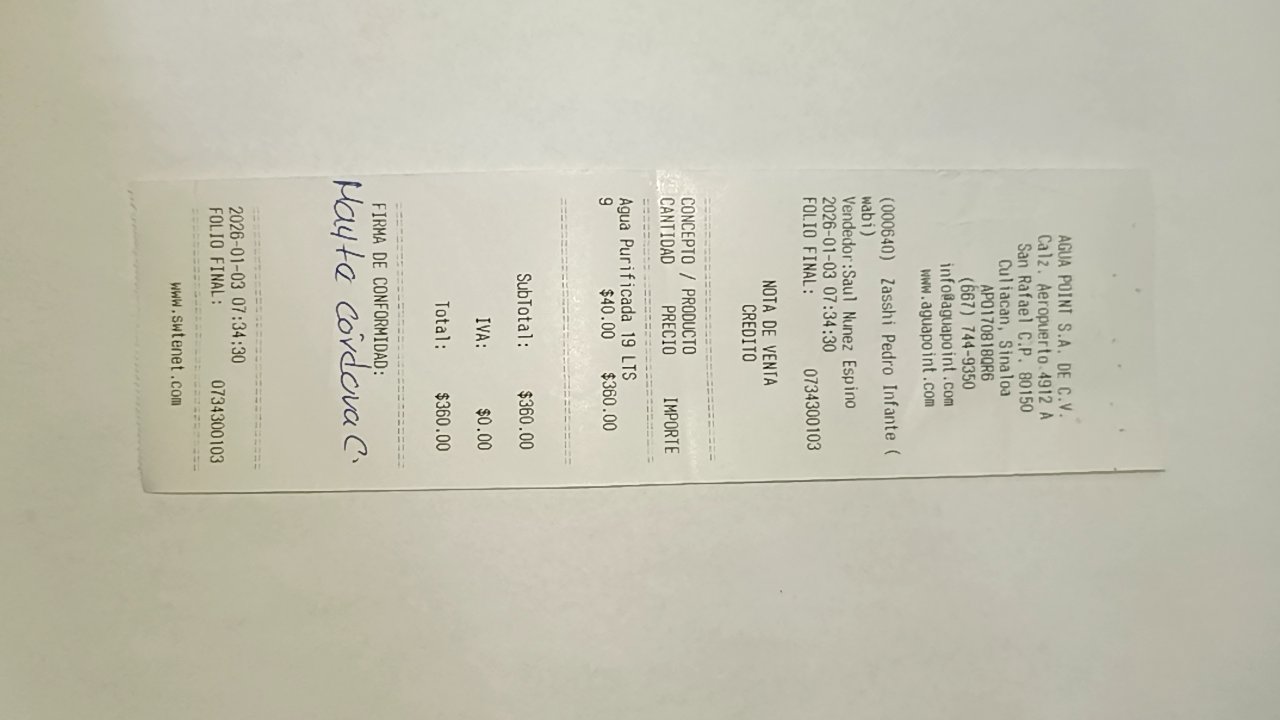 AGUA POINT S.A. DE C.V.
Calz. Aeropuerto 4912 A
San Rafael C.P. 80150
Culiacan, Sinaloa
APO170818QR6
(667) 744-9350
info@aguapoint.com
www.aguapoint.com
(000640) Zasshi Pedro Infante (
wabi)
Vendedor:Saul Nunez Espino
2026-01-03 07:34:30
FOLIO FINAL: 0734300103
NOTA DE VENTA
CREDITO
CONCEPTO / PRODUCTO
CANTIDAD PRECIO IMPORTE
Agua Purificada 19 LTS
9 $40.00 $360.00
SubTotal: $360.00
IVA: $0.00
Total: $360.00
FIRMA DE CONFORMIDAD:
Mayte Córdova C.
2026-01-03 07:34:30
FOLIO FINAL: 0734300103
www.swtenet.com